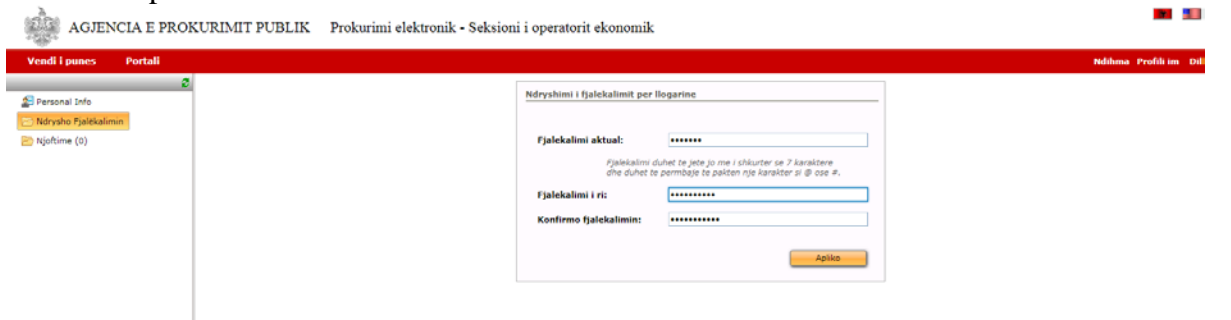 AGJENCIA E PROKURIMIT PUBLIK Prokurimi elektronik - Seksioni i operatorit ekonomik
Vendi i punes Portali Ndihma Profili im Dil
Personal Info
Ndrysho Fjalëkalimin
Njoftime (0)
Ndryshimi i fjalekalimit per llogarine
Fjalekalimi aktual: •••••••
Fjalekalimi duhet te jete jo me i shkurter se 7 karaktere
dhe duhet te permbaje te pakten nje karakter si @ ose #.
Fjalekalimi i ri: ••••••••••
Konfirmo fjalekalimin: •••••••••••
Apliko